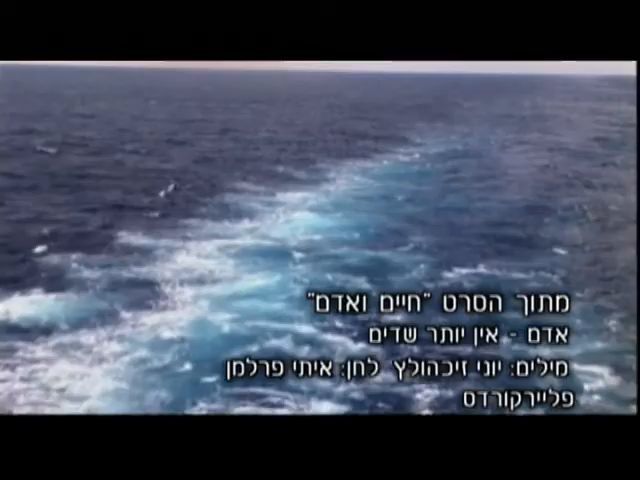 מתוך הסרט "חיים ואדם"
אדם - אין יותר שדים
מילים: יוני זיכהולץ לחן: איתי פרלמן
פליירקורדס